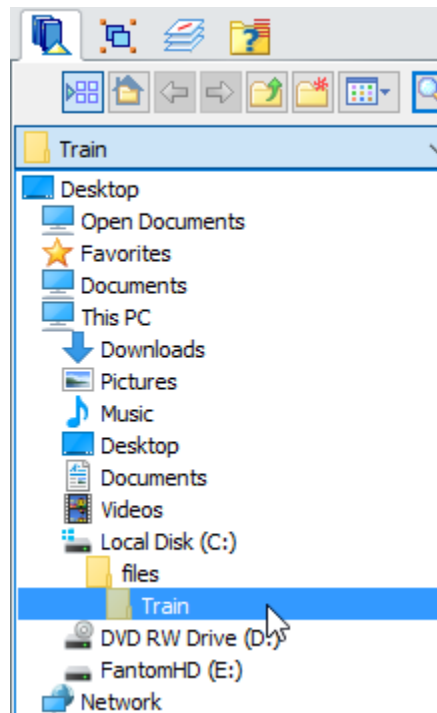 Train
Desktop
Open Documents
Favorites
Documents
This PC
Downloads
Pictures
Music
Desktop
Documents
Videos
Local Disk (C:)
files
Train
DVD RW Drive (D:)
FantomHD (E:)
Network